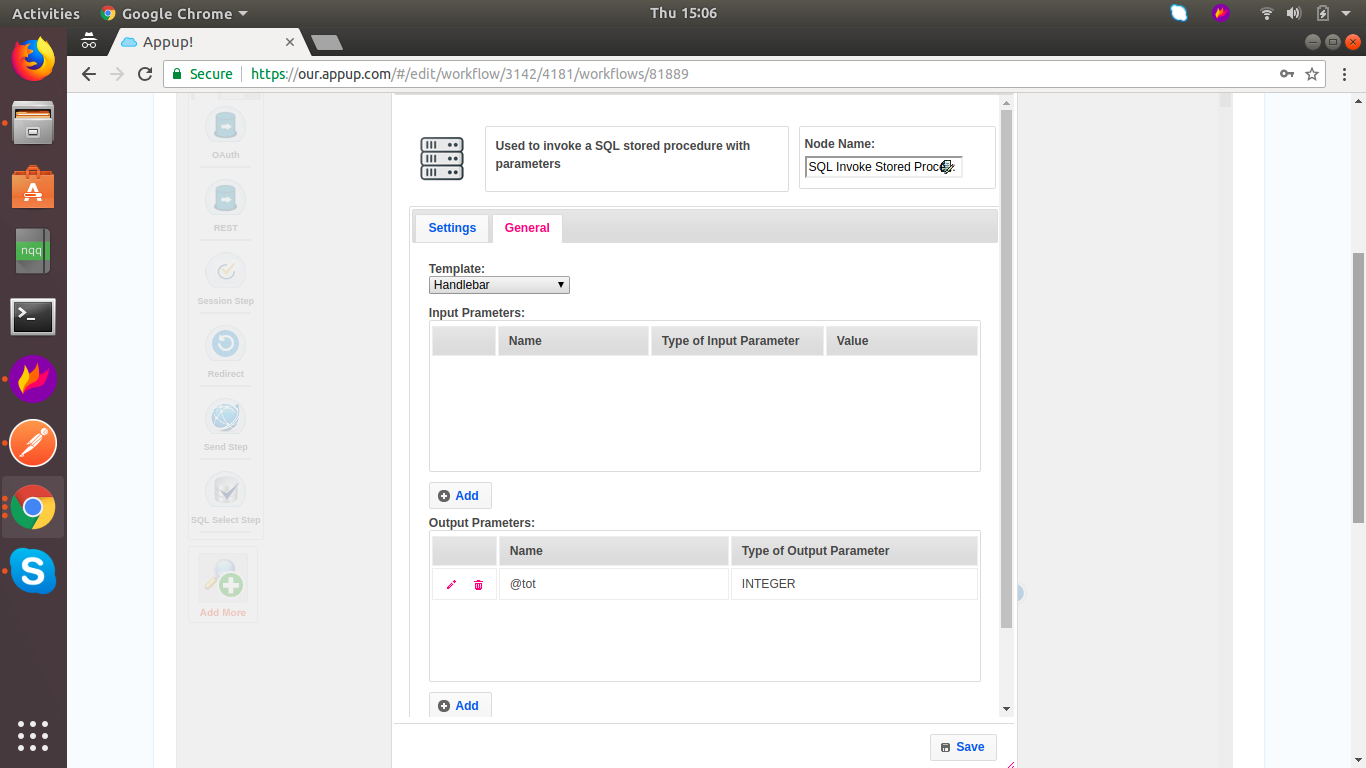 Activities Google Chrome Thu 15:06
Appup!
Secure https://our.appup.com/#/edit/workflow/3142/4181/workflows/81889
OAuth
REST
Session Step
Redirect
Send Step
SQL Select Step
Add More
nqq
Used to invoke a SQL stored procedure with
parameters
Node Name:
SQL Invoke Stored
Settings General
Template:
Handlebar
Input Prameters:
Name Type of Input Parameter Value
Add
Output Prameters:
Name Type of Output Parameter
@tot INTEGER
Add
Save